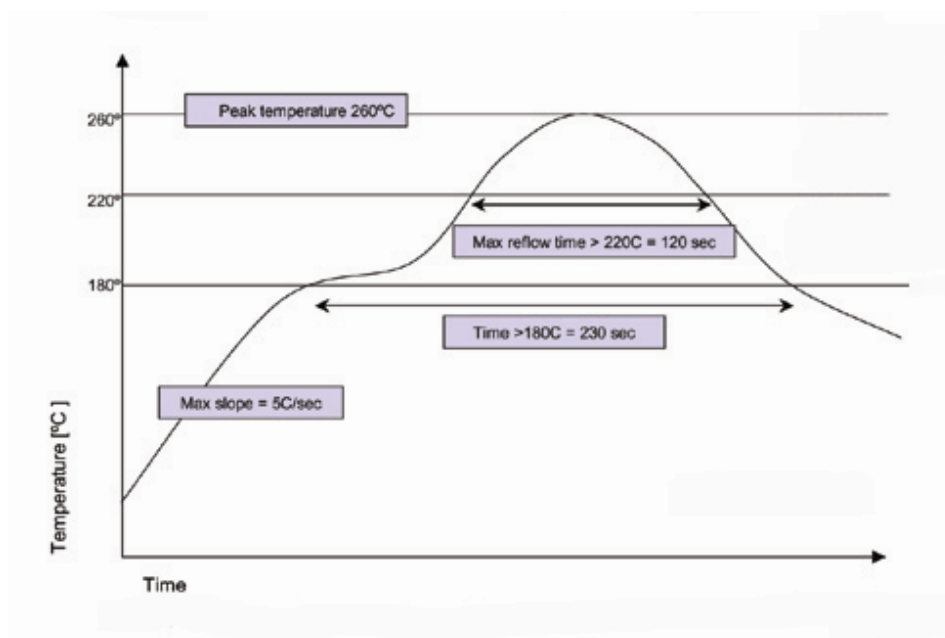 Peak temperature 260ºC
260º
220º
Max reflow time > 220C = 120 sec
180º
Time >180C = 230 sec
Max slope = 5C/sec
Temperature [ºC ]
Time